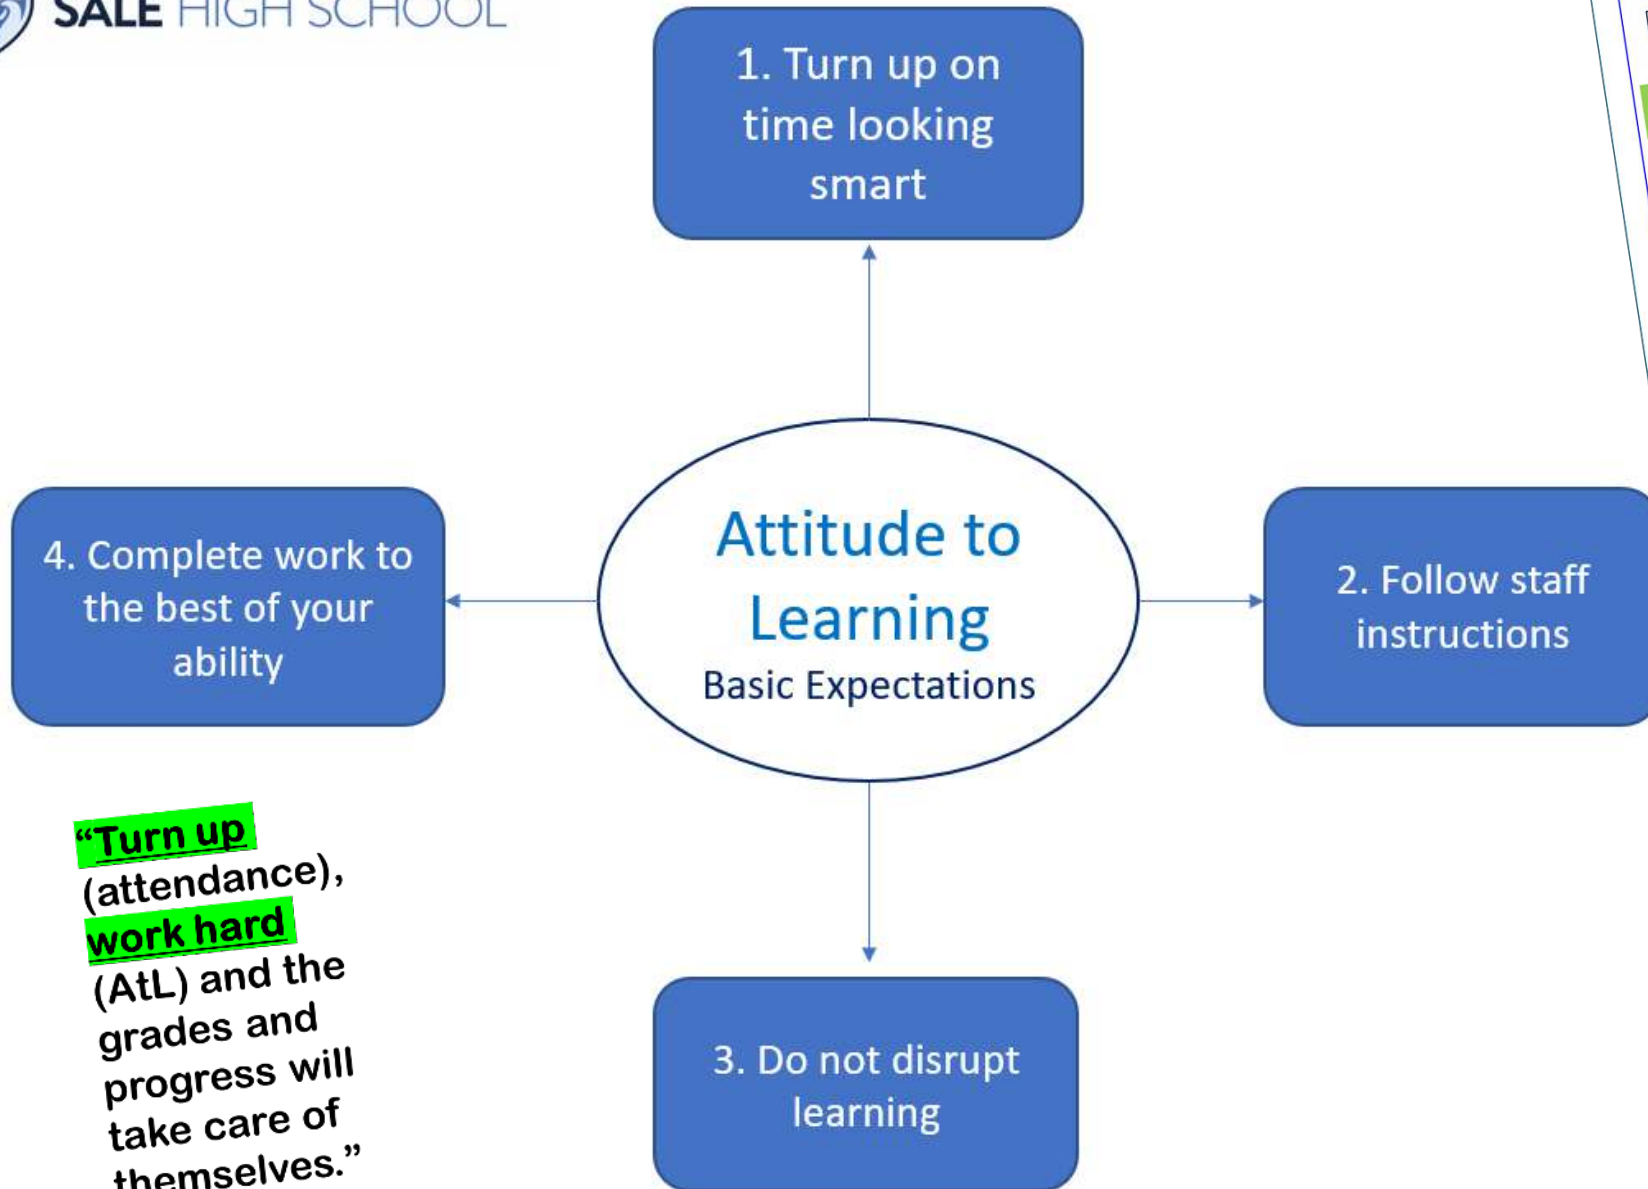 SALE HIGH SCHOOL
1. Turn up on
time looking
smart
Attitude to
Learning
Basic Expectations
2. Follow staff
instructions
3. Do not disrupt
learning
4. Complete work to
the best of your
ability
“Turn up
(attendance),
work hard
(AtL) and the
grades and
progress will
take care of
themselves.”